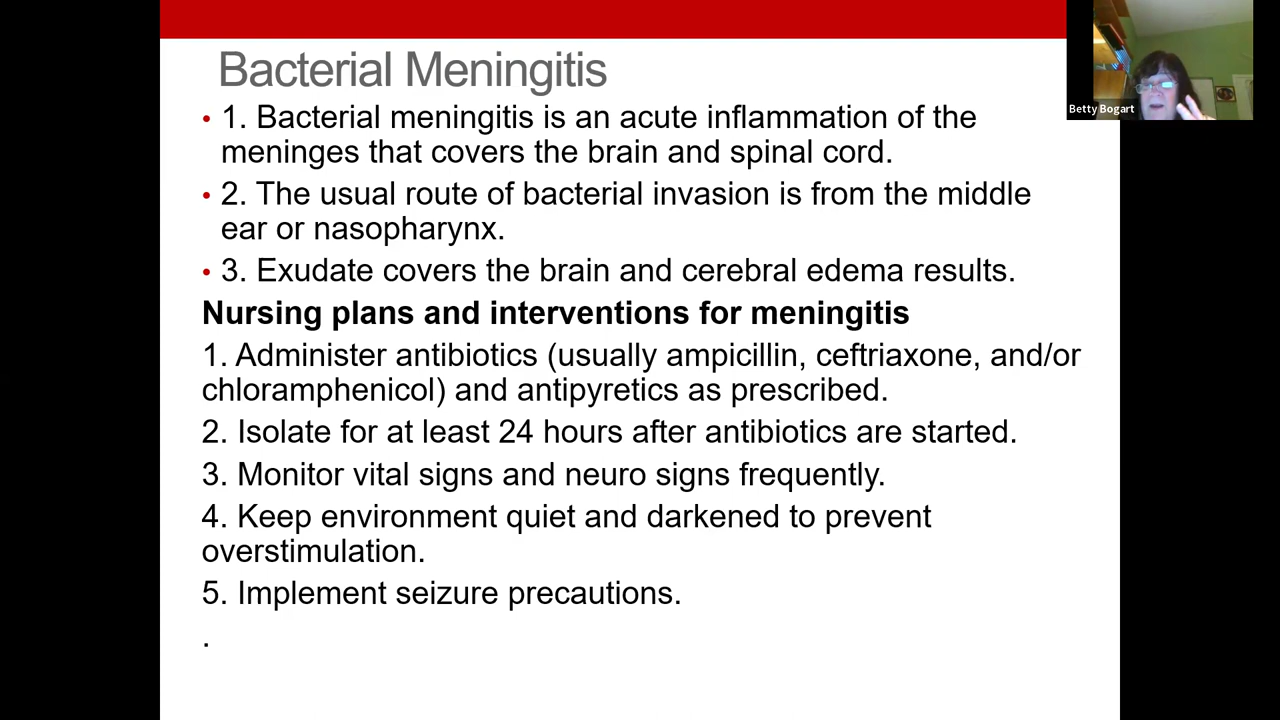 Bacterial Meningitis
• 1. Bacterial meningitis is an acute inflammation of the
meninges that covers the brain and spinal cord.
• 2. The usual route of bacterial invasion is from the middle
ear or nasopharynx.
• 3. Exudate covers the brain and cerebral edema results.
Nursing plans and interventions for meningitis
1. Administer antibiotics (usually ampicillin, ceftriaxone, and/or
chloramphenicol) and antipyretics as prescribed.
2. Isolate for at least 24 hours after antibiotics are started.
3. Monitor vital signs and neuro signs frequently.
4. Keep environment quiet and darkened to prevent
overstimulation.
5. Implement seizure precautions.
.
Betty Bogart